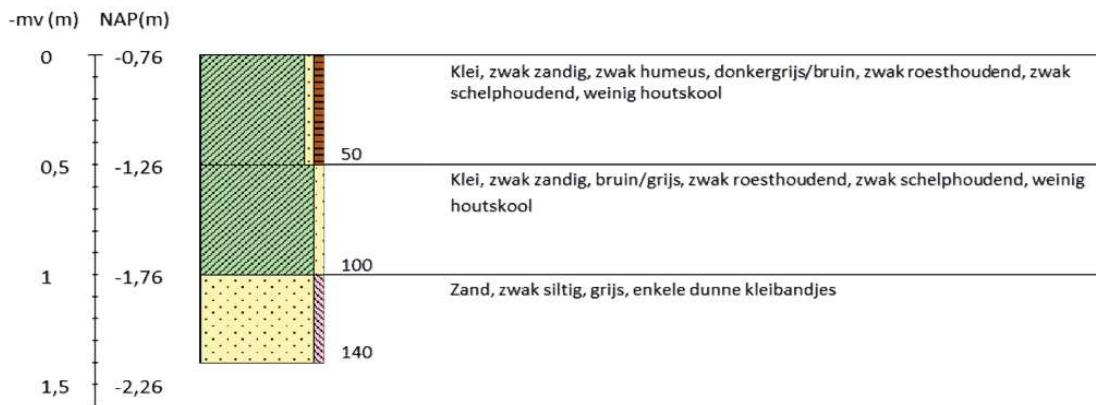 -mv (m) NAP(m)
0 -0,76
Klei, zwak zandig, zwak humeus, donkergrijs/bruin, zwak roesthoudend, zwak
schelphoudend, weinig houtskool
50
0,5 -1,26
Klei, zwak zandig, bruin/grijs, zwak roesthoudend, zwak schelphoudend, weinig
houtskool
100
1 -1,76
Zand, zwak siltig, grijs, enkele dunne kleibandjes
140
1,5 -2,26